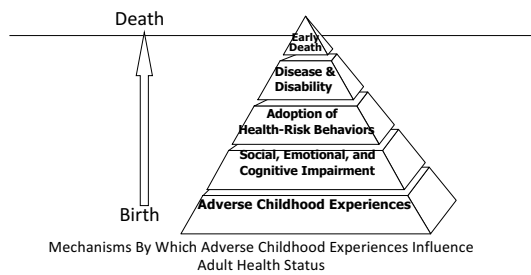 Death
Early
Death
Disease &
Disability
Adoption of
Health-Risk Behaviors
Social, Emotional, and
Cognitive Impairment
Adverse Childhood Experiences
Birth
Mechanisms By Which Adverse Childhood Experiences Influence
Adult Health Status